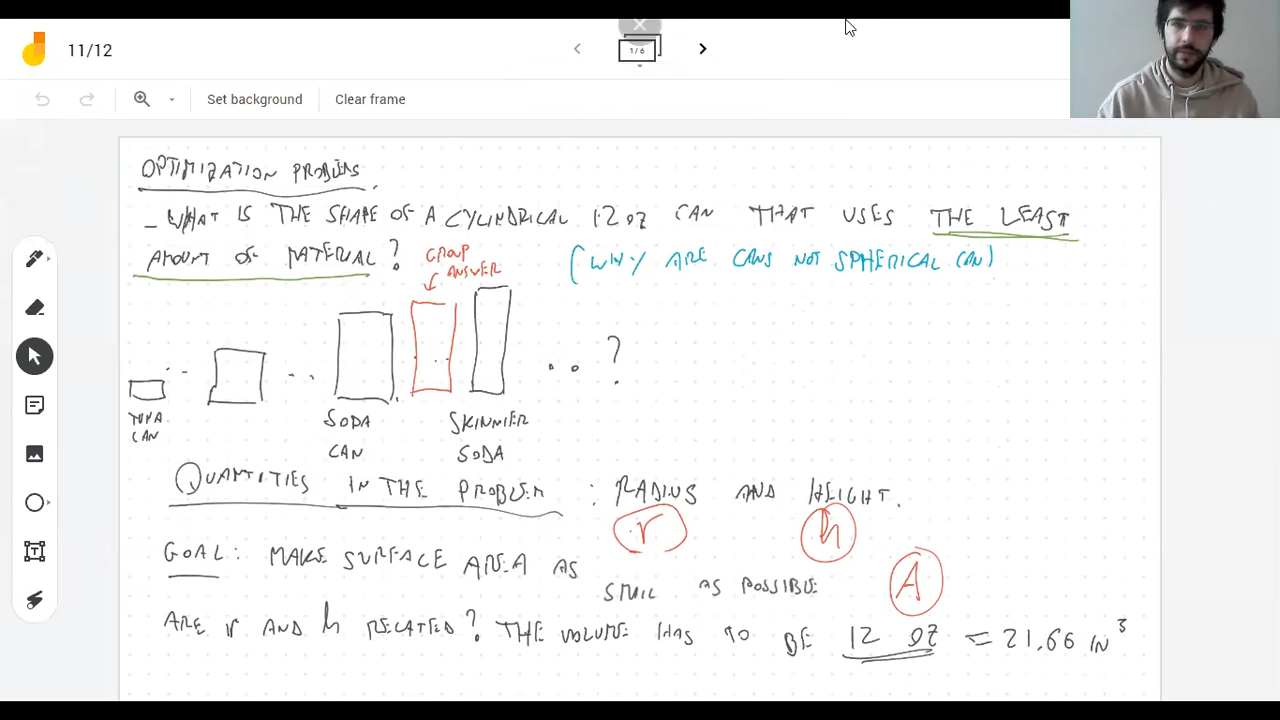 11/12
1/6
Set background
Clear frame
OPTIMIZATION PROBLEMS.
- WHAT IS THE SHAPE OF A CYLINDRICAL 12 OZ CAN THAT USES THE LEAST
AMOUNT OF MATERIAL?
(WHY ARE CANS NOT SPHERICAL CAN)
GROUP
ANSWER
?
TUNA
CAN
SODA
CAN
SKINNIER
SODA
QUANTITIES IN THE PROBLEM : RADIUS AND HEIGHT.
r h
GOAL: MAKE SURFACE AREA AS
SMALL AS POSSIBLE A
ARE r AND h RELATED? THE VOLUME HAS TO BE 12 OZ = 21.66 IN³